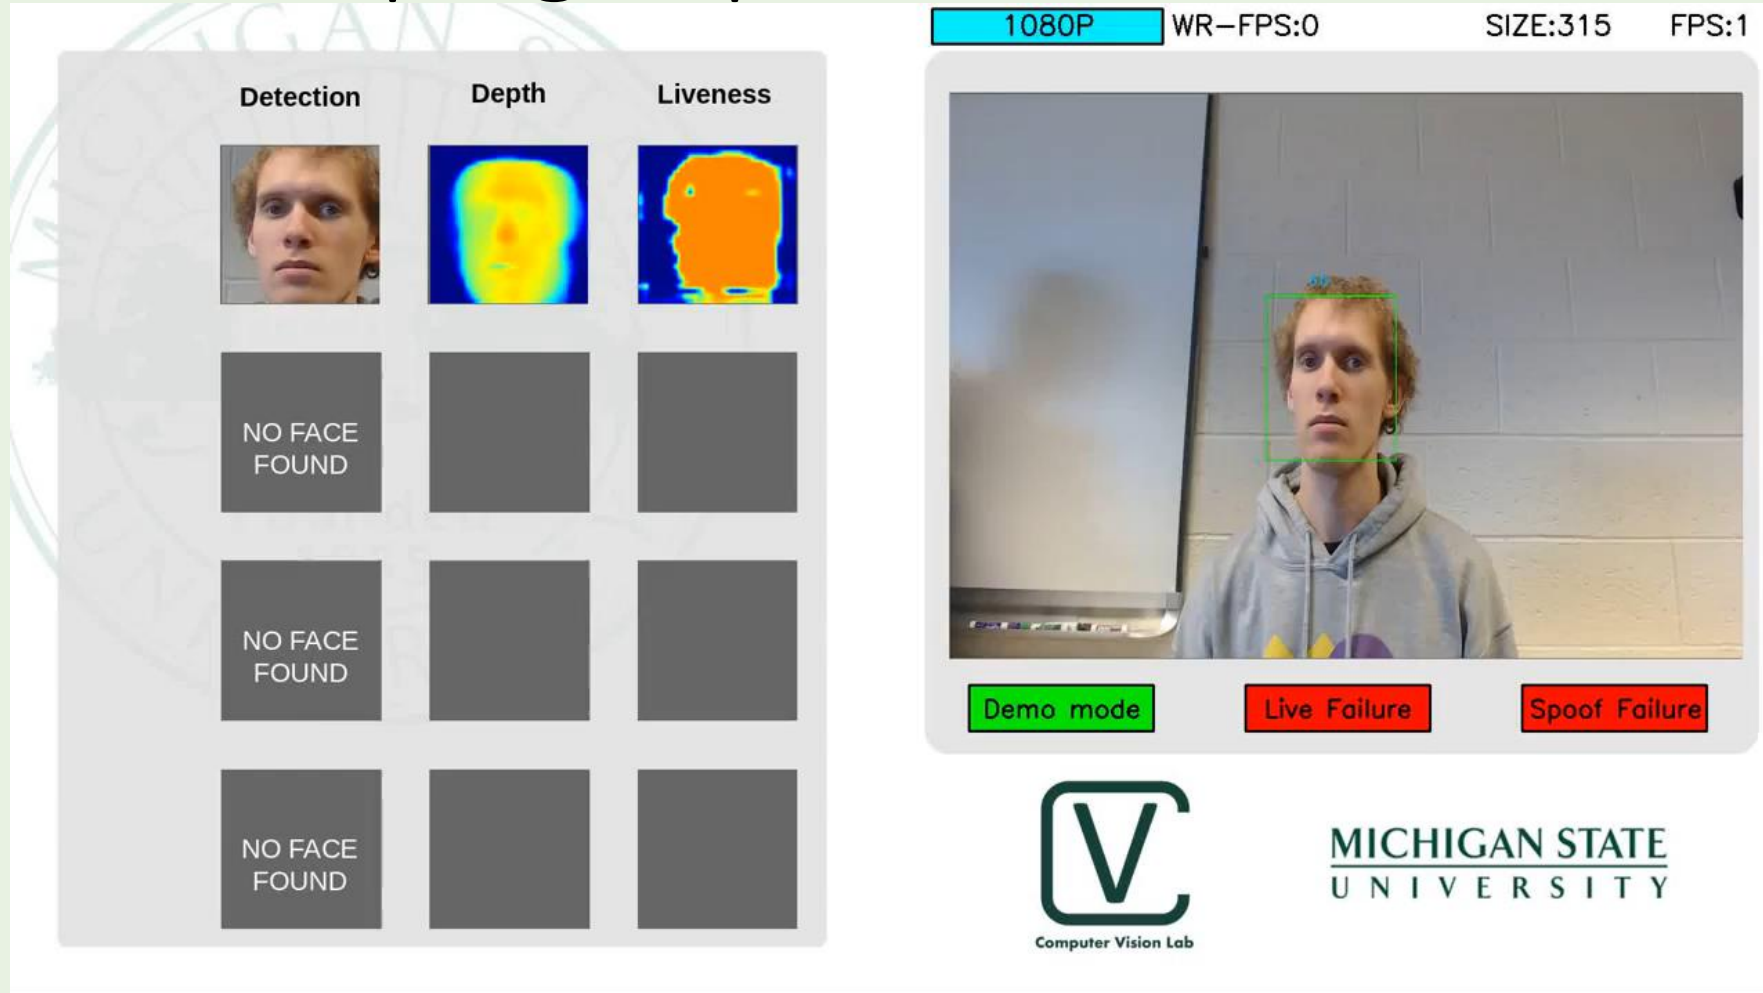 1080P WR-FPS:0 SIZE:315 FPS:1
Detection Depth Liveness
NO FACE
FOUND
NO FACE
FOUND
NO FACE
FOUND
Demo mode Live Failure Spoof Failure
CV
Computer Vision Lab
MICHIGAN STATE
UNIVERSITY